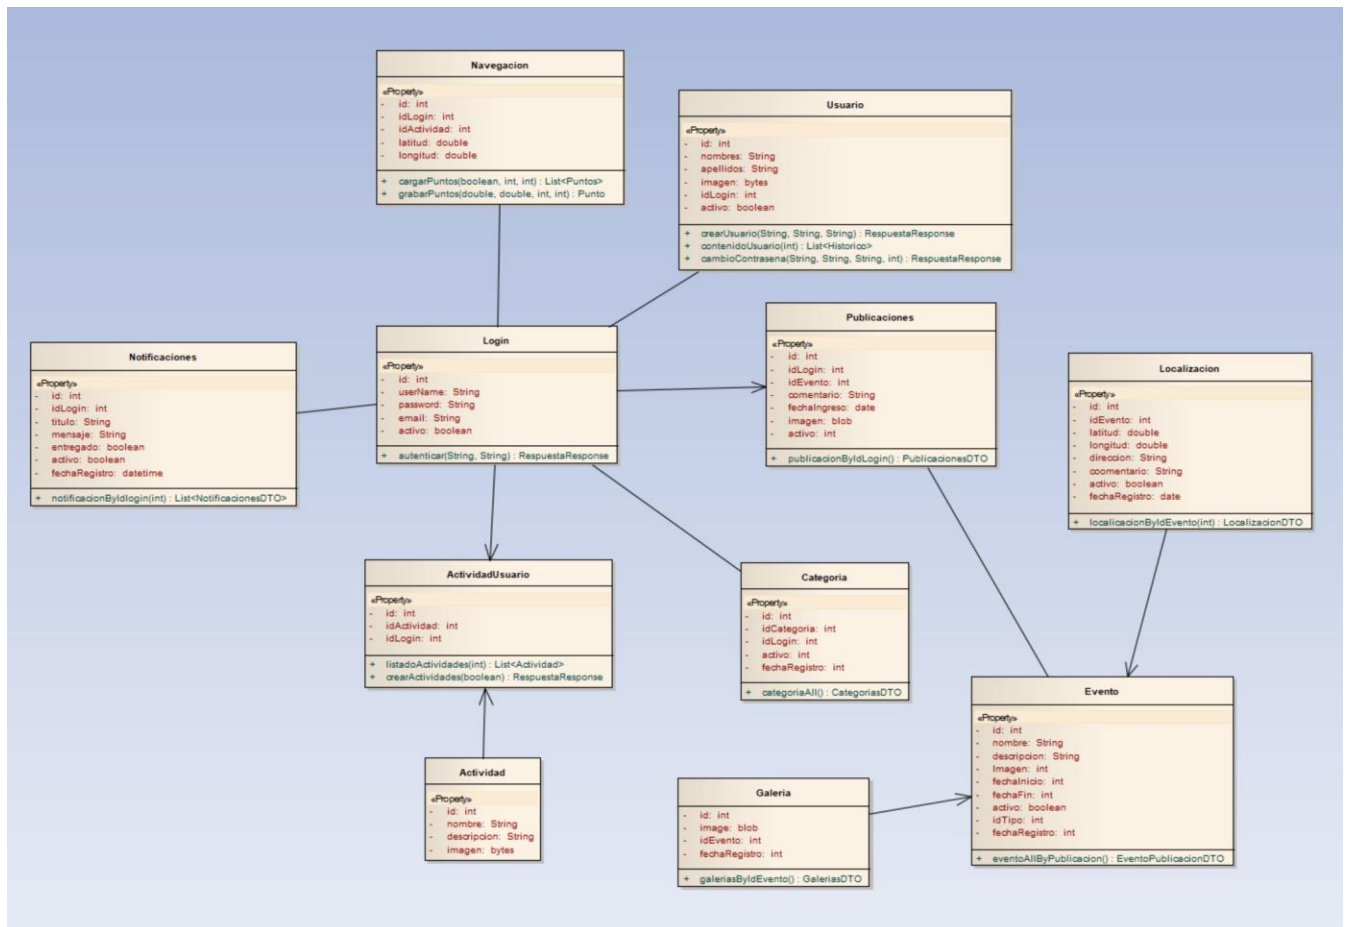 Navegacion
«Property»
- id: int
- idLogin: int
- idActividad: int
- latitud: double
- longitud: double
+ cargarPuntos(boolean, int, int) : List<Puntos>
+ grabarPuntos(double, double, int, int) : Punto
Usuario
«Property»
- id: int
- nombres: String
- apellidos: String
- imagen: bytes
- idLogin: int
- activo: boolean
+ crearUsuario(String, String, String) : RespuestaResponse
+ contenidoUsuario(int) : List<Historico>
+ cambioContrasena(String, String, String, int) : RespuestaResponse
Notificaciones
«Property»
- id: int
- idLogin: int
- titulo: String
- mensaje: String
- entregado: boolean
- activo: boolean
- fechaRegistro: datetime
+ notificacionByIdlogin(int) : List<NotificacionesDTO>
Login
«Property»
- id: int
- userName: String
- password: String
- email: String
- activo: boolean
+ autenticar(String, String) : RespuestaResponse
Publicaciones
«Property»
- id: int
- idLogin: int
- idEvento: int
- comentario: String
- fechaIngreso: date
- imagen: blob
- activo: int
+ publicacionByIdLogin() : PublicacionesDTO
Localizacion
«Property»
- id: int
- idEvento: int
- latitud: double
- longitud: double
- direccion: String
- coomentario: String
- activo: boolean
- fechaRegistro: date
+ localicacionByIdEvento(int) : LocalizacionDTO
ActividadUsuario
«Property»
- id: int
- idActividad: int
- idLogin: int
+ listadoActividades(int) : List<Actividad>
+ crearActividades(boolean) : RespuestaResponse
Categoria
«Property»
- id: int
- idCategoria: int
- idLogin: int
- activo: int
- fechaRegistro: int
+ categoriaAll() : CategoriasDTO
Evento
«Property»
- id: int
- nombre: String
- descripcion: String
- Imagen: int
- fechaInicio: int
- fechaFin: int
- activo: boolean
- idTipo: int
- fechaRegistro: int
+ eventoAllByPublicacion() : EventoPublicacionDTO
Actividad
«Property»
- id: int
- nombre: String
- descripcion: String
- imagen: bytes
Galeria
- id: int
- image: blob
- idEvento: int
- fechaRegistro: int
+ galeriasByIdEvento() : GaleriasDTO